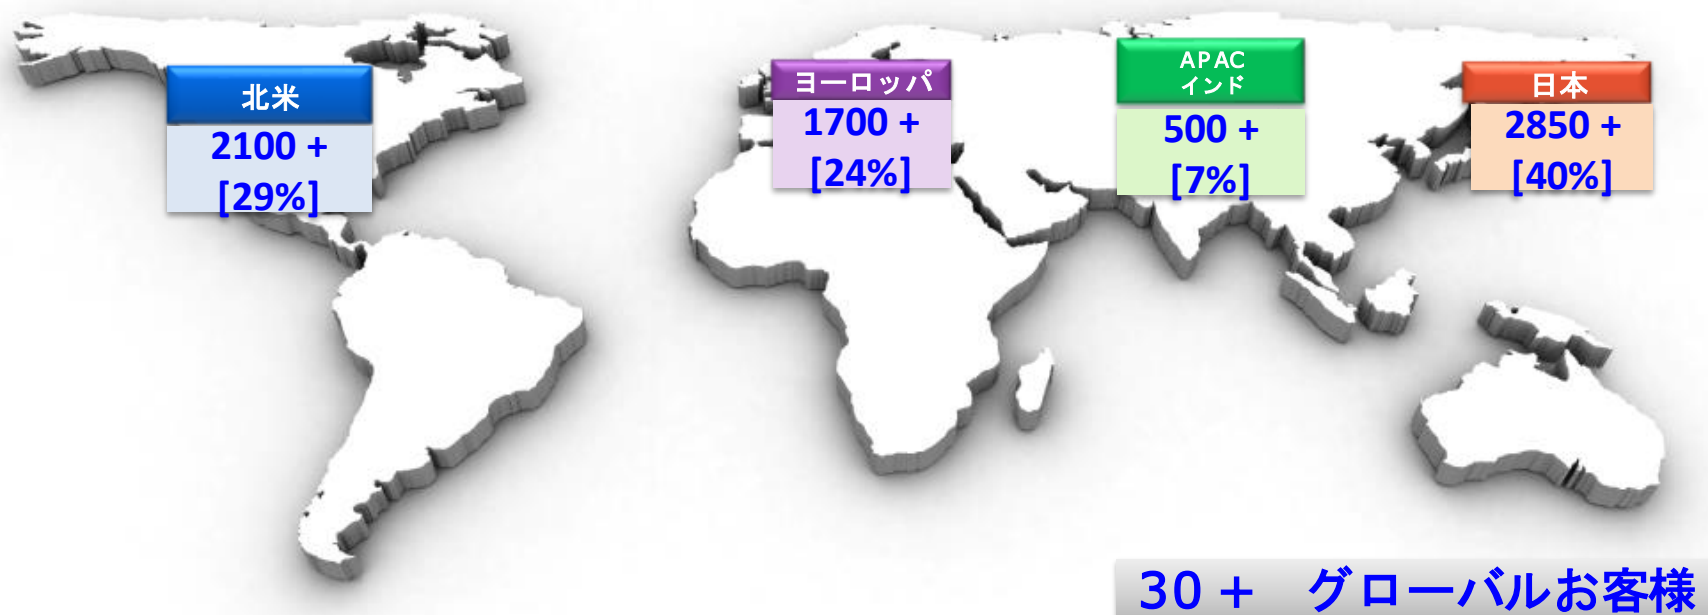 北米
2100 +
[29%]
ヨーロッパ
1700 +
[24%]
APAC
インド
500 +
[7%]
日本
2850 +
[40%]
30 + グローバルお客様